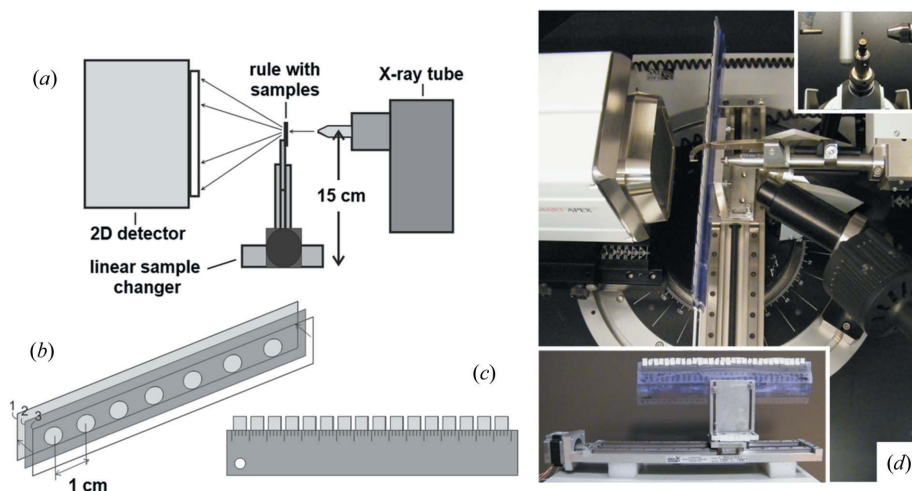 (a)
rule with
samples
X-ray tube
15 cm
2D detector
linear sample
changer
(b)
1
2
3
1 cm
(c)
APEX
(d)